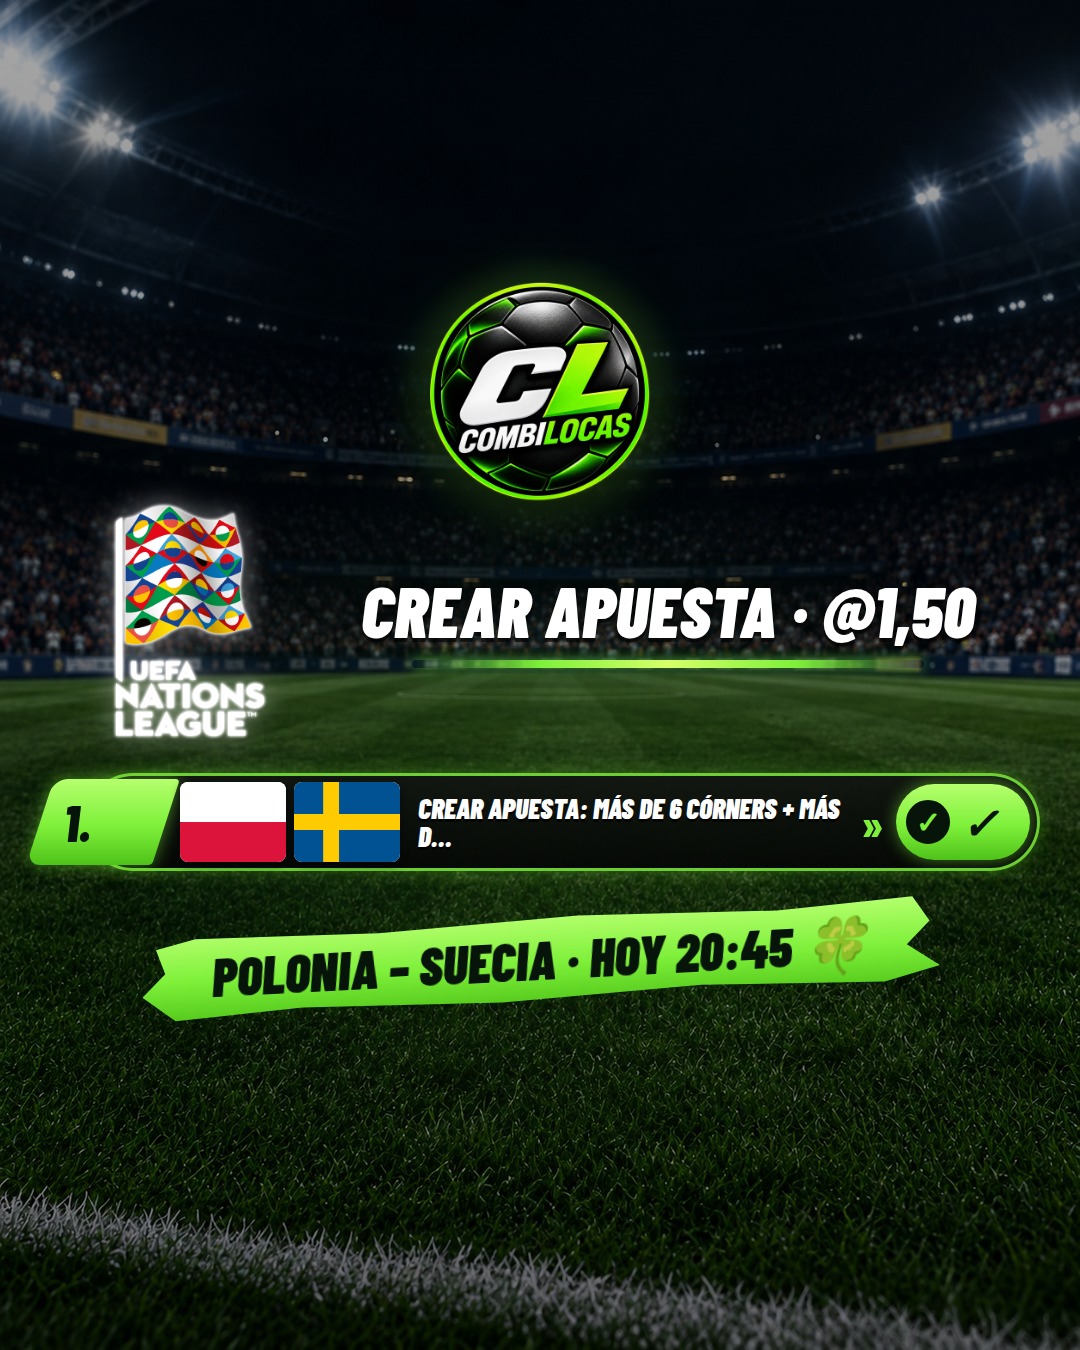 CL
COMBILOCAS
UEFA
NATIONS
LEAGUE™
CREAR APUESTA · @1,50
1.
CREAR APUESTA: MÁS DE 6 CÓRNERS + MÁS
D...
»
✓ ✓
POLONIA – SUECIA · HOY 20:45 🍀